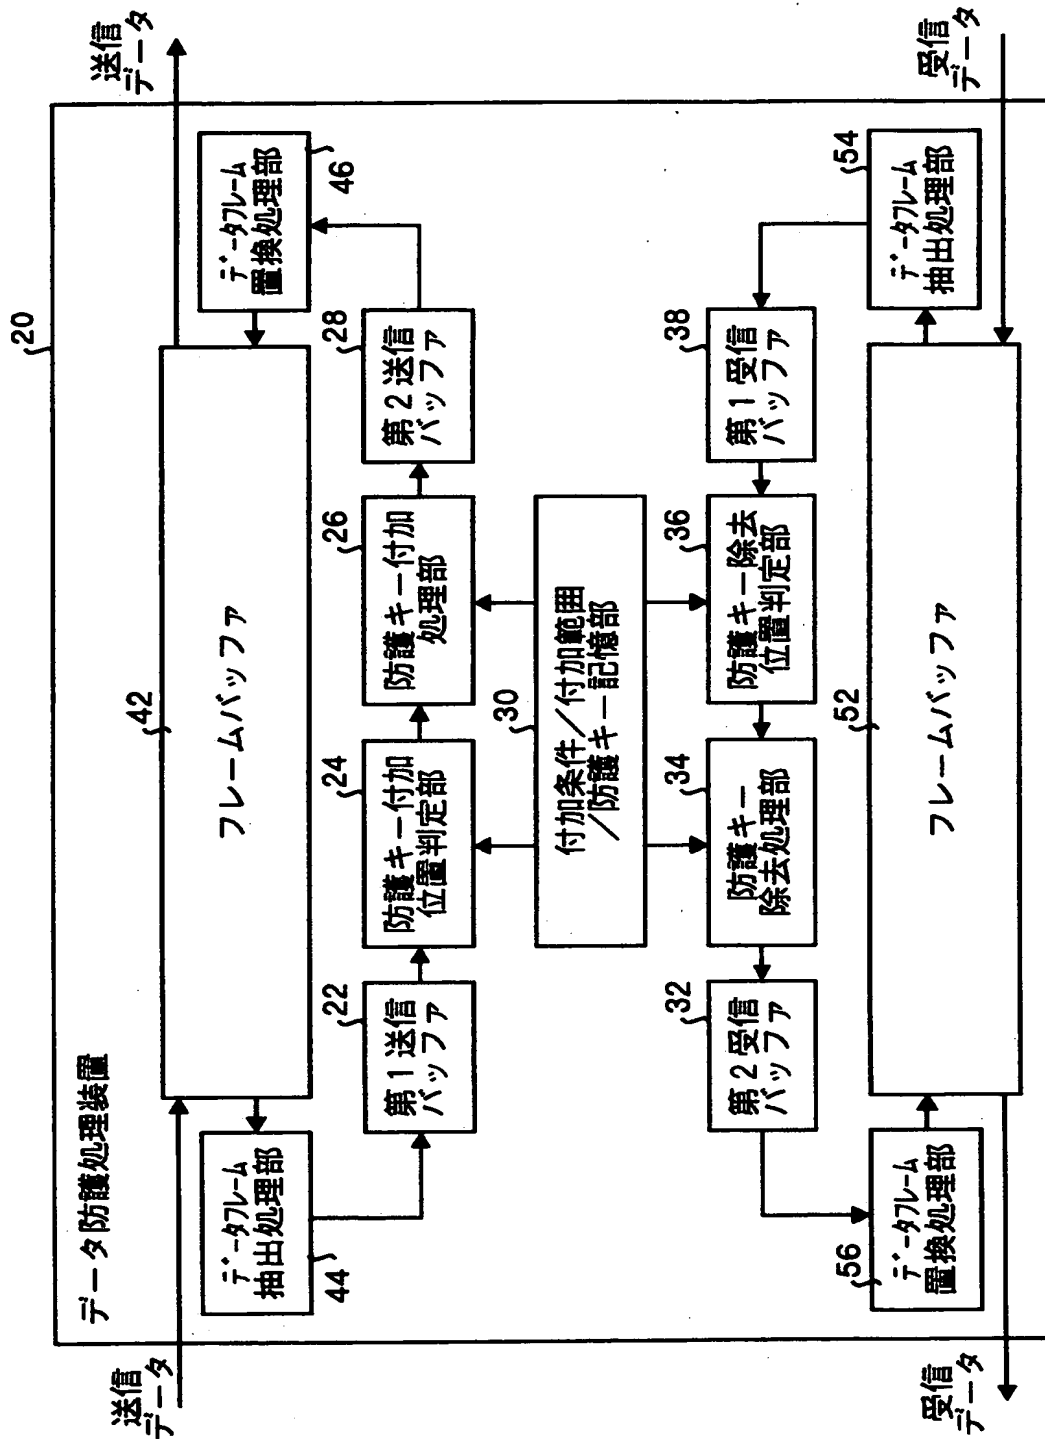 20
データ防護処理装置
送信
データ
送信
データ
42
フレームバッファ
データフレーム
抽出処理部
44
データフレーム
置換処理部
46
22
第1送信
バッファ
24
防護キー付加
位置判定部
26
防護キー付加
処理部
28
第2送信
バッファ
30
付加条件/付加範囲
/防護キー記憶部
32
第2受信
バッファ
34
防護キー
除去処理部
36
防護キー除去
位置判定部
38
第1受信
バッファ
56
データフレーム
置換処理部
52
フレームバッファ
54
データフレーム
抽出処理部
受信
データ
受信
データ